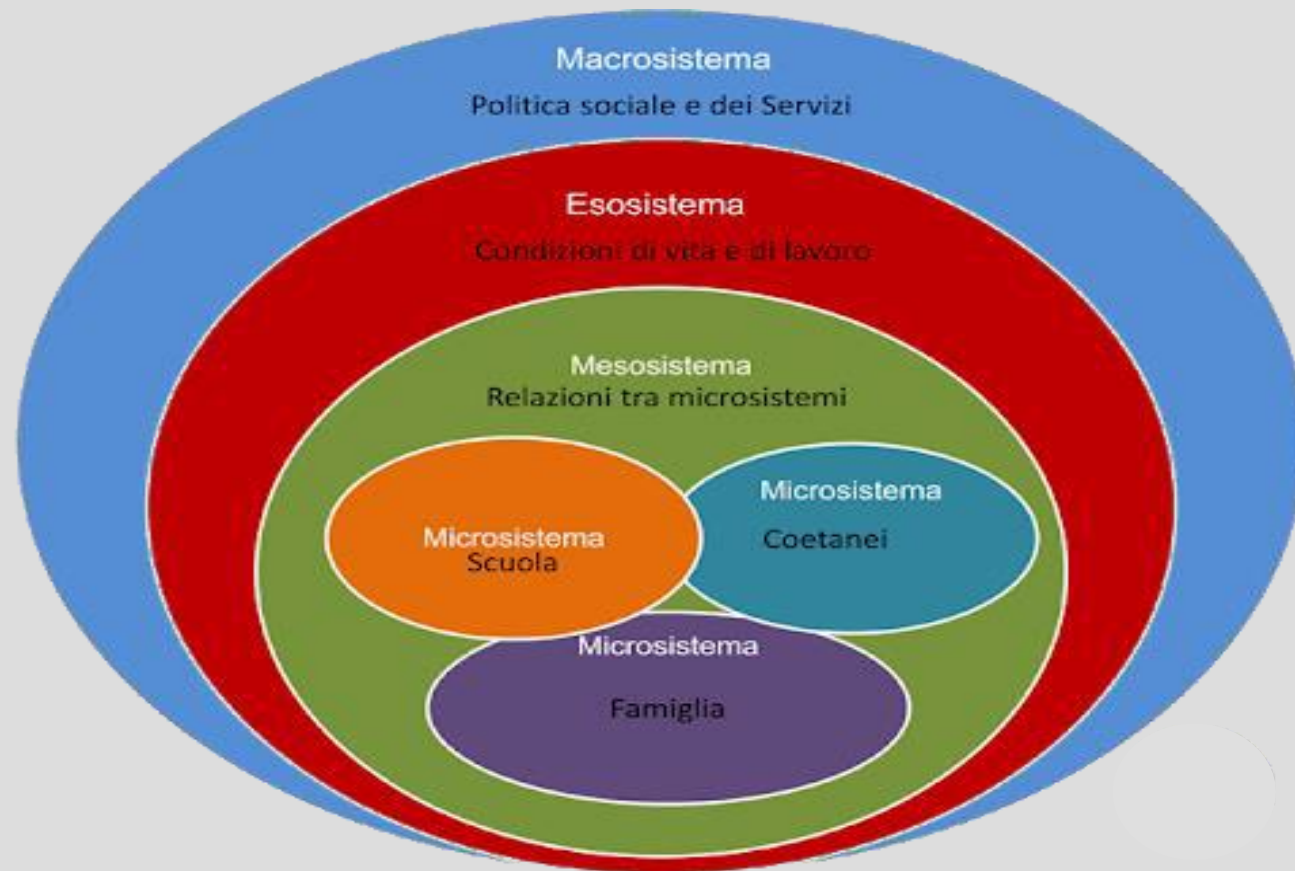 Macrosistema
Politica sociale e dei Servizi
Esosistema
Condizioni di vita e di lavoro
Mesosistema
Relazioni tra microsistemi
Microsistema
Scuola
Microsistema
Coetanei
Microsistema
Famiglia